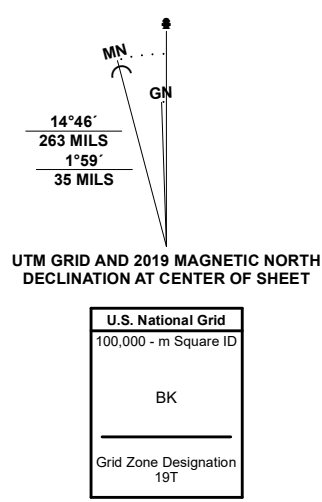 MN
GN
14°46´
263 MILS
1°59´
35 MILS
UTM GRID AND 2019 MAGNETIC NORTH
DECLINATION AT CENTER OF SHEET
U.S. National Grid
100,000 - m Square ID
BK
Grid Zone Designation
19T